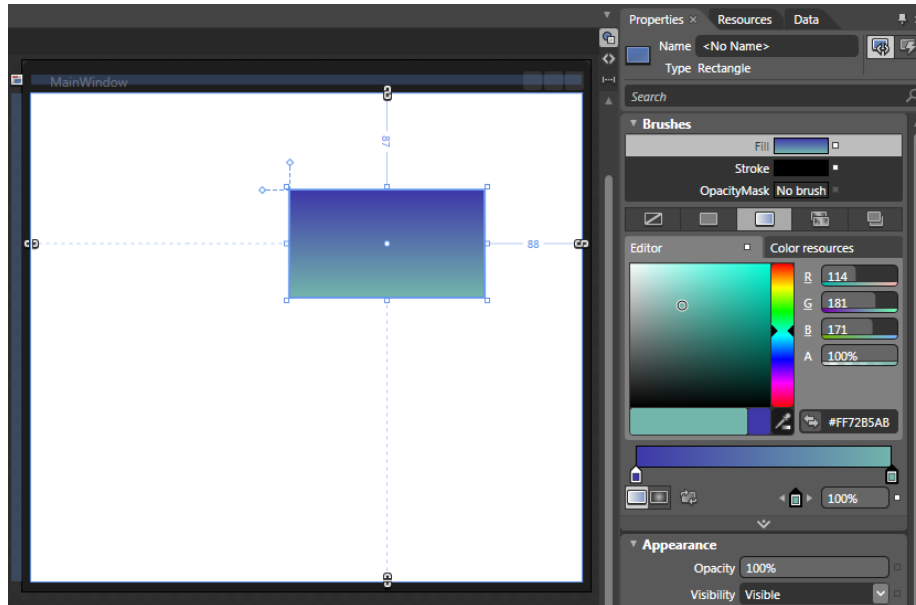 Properties × Resources Data
Name <No Name>
Type Rectangle
MainWindow
Search
Brushes
Fill
Stroke
OpacityMask No brush
Editor Color resources
R 114
G 181
B 171
A 100%
#FF72B5AB
100%
Appearance
Opacity 100%
Visibility Visible
87
88